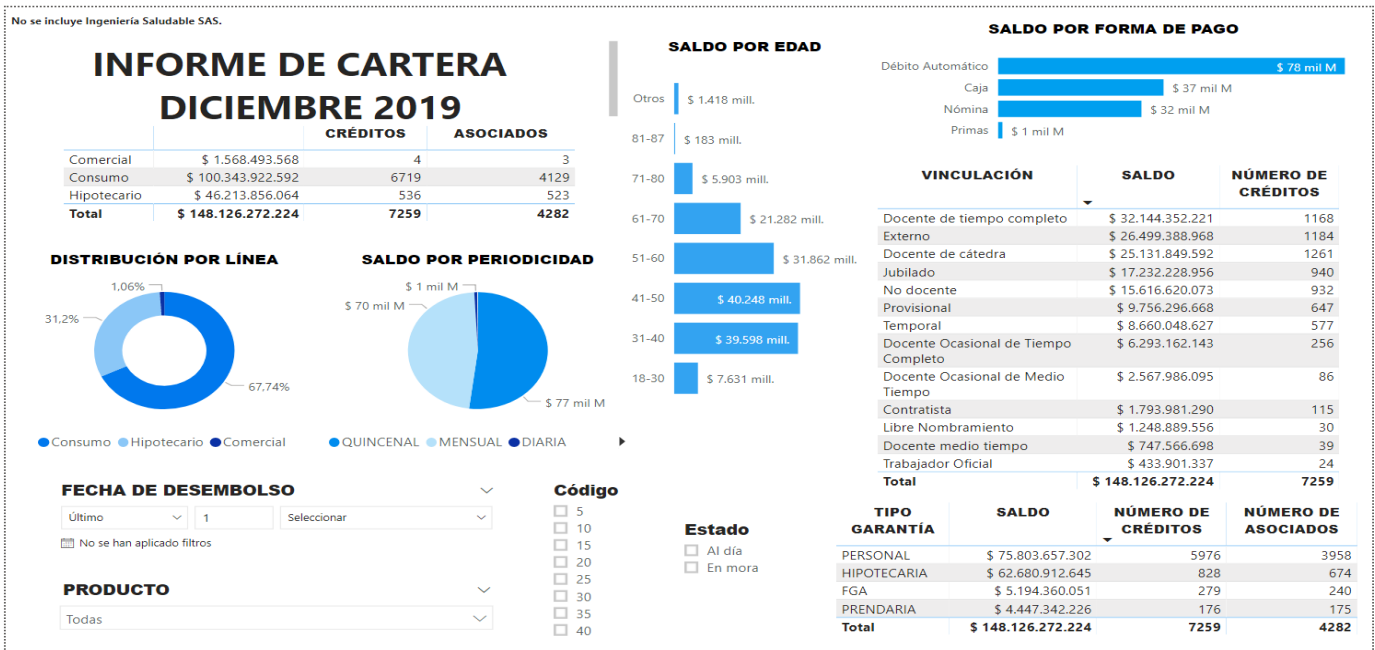 No se incluye Ingeniería Saludable SAS.
INFORME DE CARTERA
DICIEMBRE 2019
CRÉDITOS ASOCIADOS
Comercial $ 1.568.493.568 4 3
Consumo $ 100.343.922.592 6719 4129
Hipotecario $ 46.213.856.064 536 523
Total $ 148.126.272.224 7259 4282
DISTRIBUCIÓN POR LÍNEA
1,06%
31,2%
67,74%
Consumo Hipotecario Comercial
SALDO POR PERIODICIDAD
$ 1 mil M
$ 70 mil M
$ 77 mil M
QUINCENAL MENSUAL DIARIA
FECHA DE DESEMBOLSO
Último 1 Seleccionar
No se han aplicado filtros
PRODUCTO
Todas
Código
5
10
15
20
25
30
35
40
SALDO POR EDAD
Otros $ 1.418 mill.
81-87 $ 183 mill.
71-80 $ 5.903 mill.
61-70 $ 21.282 mill.
51-60 $ 31.862 mill.
41-50 $ 40.248 mill.
31-40 $ 39.598 mill.
18-30 $ 7.631 mill.
Estado
Al día
En mora
SALDO POR FORMA DE PAGO
Débito Automático $ 78 mil M
Caja $ 37 mil M
Nómina $ 32 mil M
Primas $ 1 mil M
VINCULACIÓN SALDO NÚMERO DE
CRÉDITOS
Docente de tiempo completo $ 32.144.352.221 1168
Externo $ 26.499.388.968 1184
Docente de cátedra $ 25.131.849.592 1261
Jubilado $ 17.232.228.956 940
No docente $ 15.616.620.073 932
Provisional $ 9.756.296.668 647
Temporal $ 8.660.048.627 577
Docente Ocasional de Tiempo $ 6.293.162.143 256
Completo
Docente Ocasional de Medio $ 2.567.986.095 86
Tiempo
Contratista $ 1.793.981.290 115
Libre Nombramiento $ 1.248.889.556 30
Docente medio tiempo $ 747.566.698 39
Trabajador Oficial $ 433.901.337 24
Total $ 148.126.272.224 7259
TIPO SALDO NÚMERO DE NÚMERO DE
GARANTÍA CRÉDITOS ASOCIADOS
PERSONAL $ 75.803.657.302 5976 3958
HIPOTECARIA $ 62.680.912.645 828 674
FGA $ 5.194.360.051 279 240
PRENDARIA $ 4.447.342.226 176 175
Total $ 148.126.272.224 7259 4282